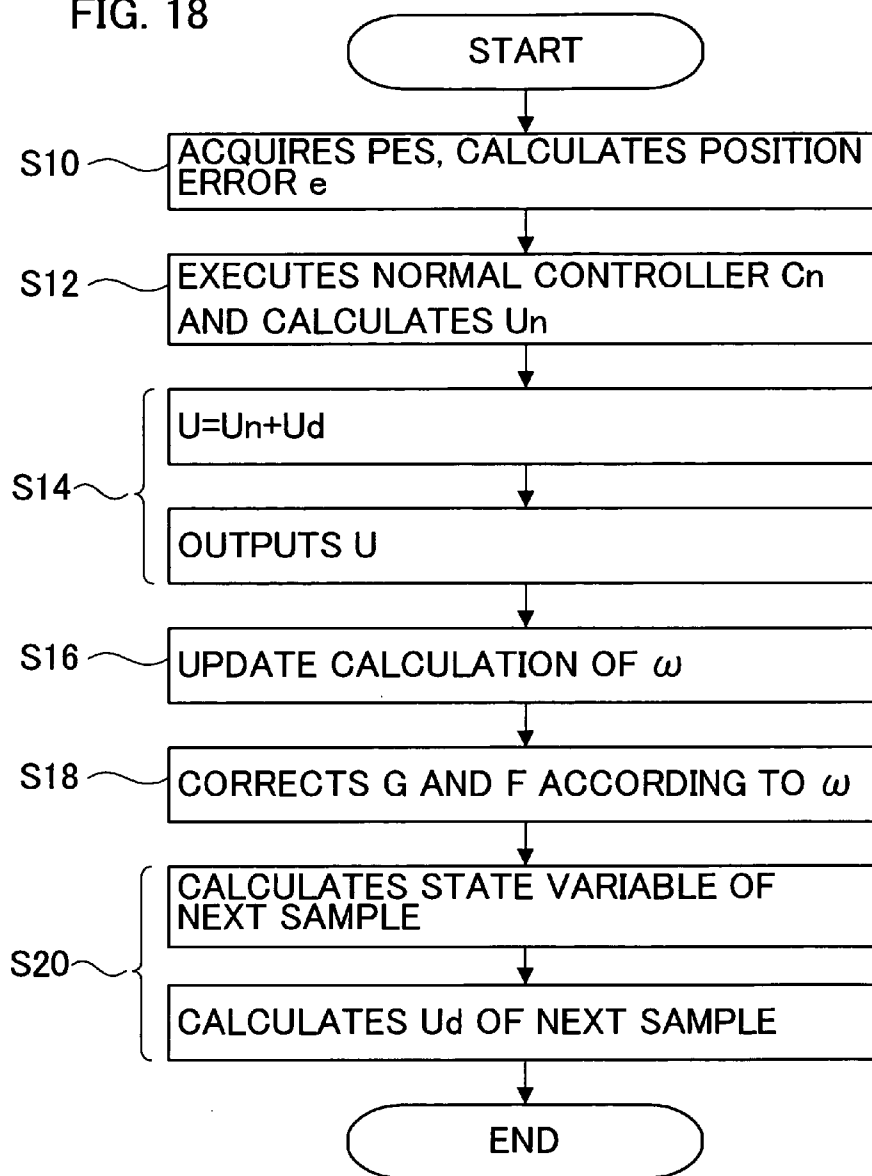 FIG. 18
START
S10
ACQUIRES PES, CALCULATES POSITION
ERROR e
S12
EXECUTES NORMAL CONTROLLER Cn
AND CALCULATES Un
S14
U=Un+Ud
OUTPUTS U
S16
UPDATE CALCULATION OF ω
S18
CORRECTS G AND F ACCORDING TO ω
S20
CALCULATES STATE VARIABLE OF
NEXT SAMPLE
CALCULATES Ud OF NEXT SAMPLE
END